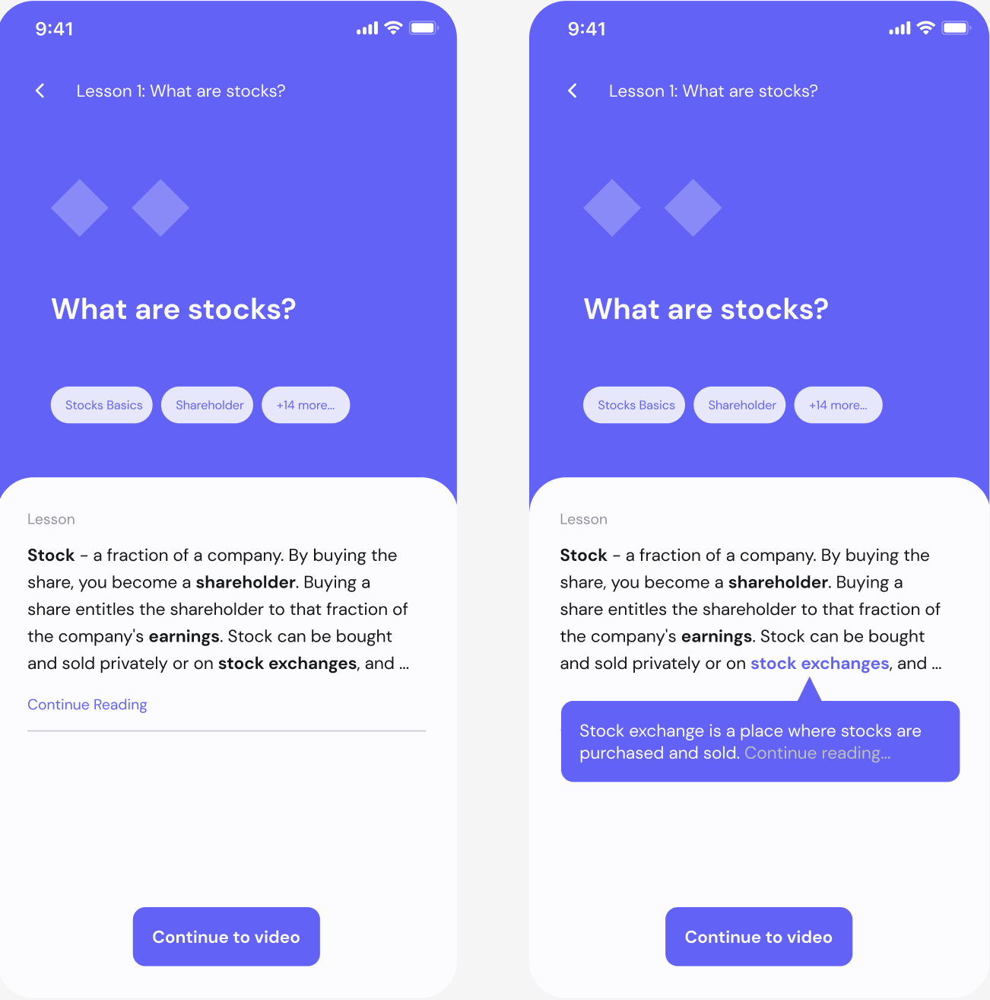 9:41
Lesson 1: What are stocks?
What are stocks?
Stocks Basics
Shareholder
+14 more...
Lesson
Stock - a fraction of a company. By buying the
share, you become a shareholder. Buying a
share entitles the shareholder to that fraction of
the company's earnings. Stock can be bought
and sold privately or on stock exchanges, and ...
Continue Reading
Continue to video
9:41
Lesson 1: What are stocks?
What are stocks?
Stocks Basics
Shareholder
+14 more...
Lesson
Stock - a fraction of a company. By buying the
share, you become a shareholder. Buying a
share entitles the shareholder to that fraction of
the company's earnings. Stock can be bought
and sold privately or on stock exchanges, and ...
Stock exchange is a place where stocks are
purchased and sold. Continue reading...
Continue to video